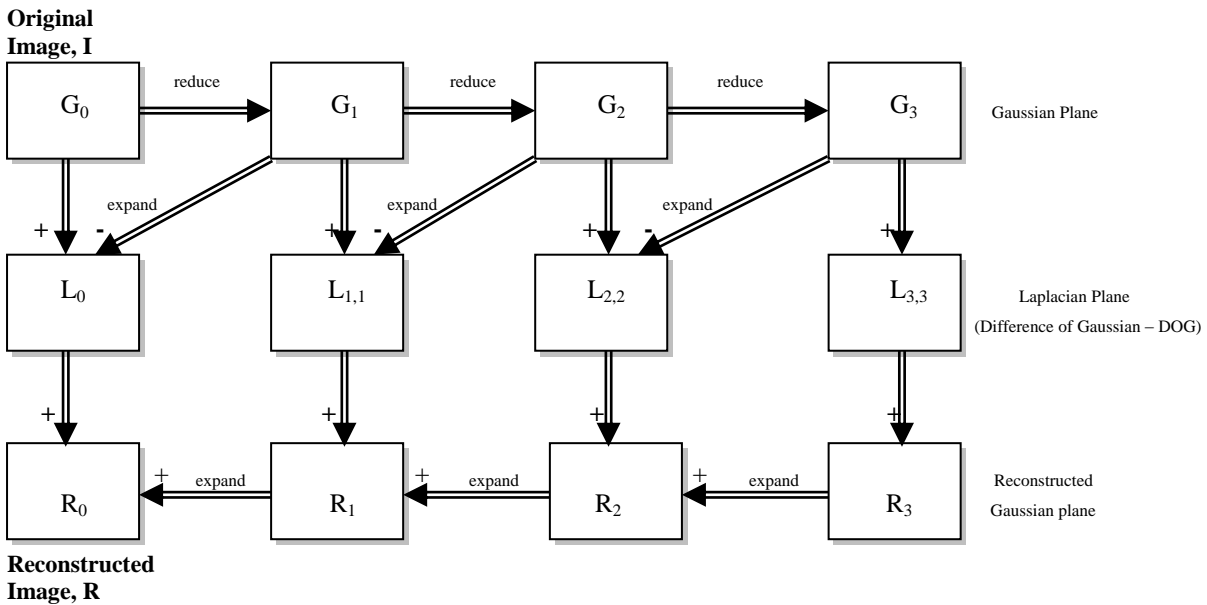 Original
Image, I
reduce reduce reduce
G₀ G₁ G₂ G₃ Gaussian Plane
expand expand expand
+ - + - + - +
L₀ L₁,₁ L₂,₂ L₃,₃ Laplacian Plane
(Difference of Gaussian – DOG)
+ + + +
+ expand + expand + expand Reconstructed
R₀ R₁ R₂ R₃ Gaussian plane
Reconstructed
Image, R